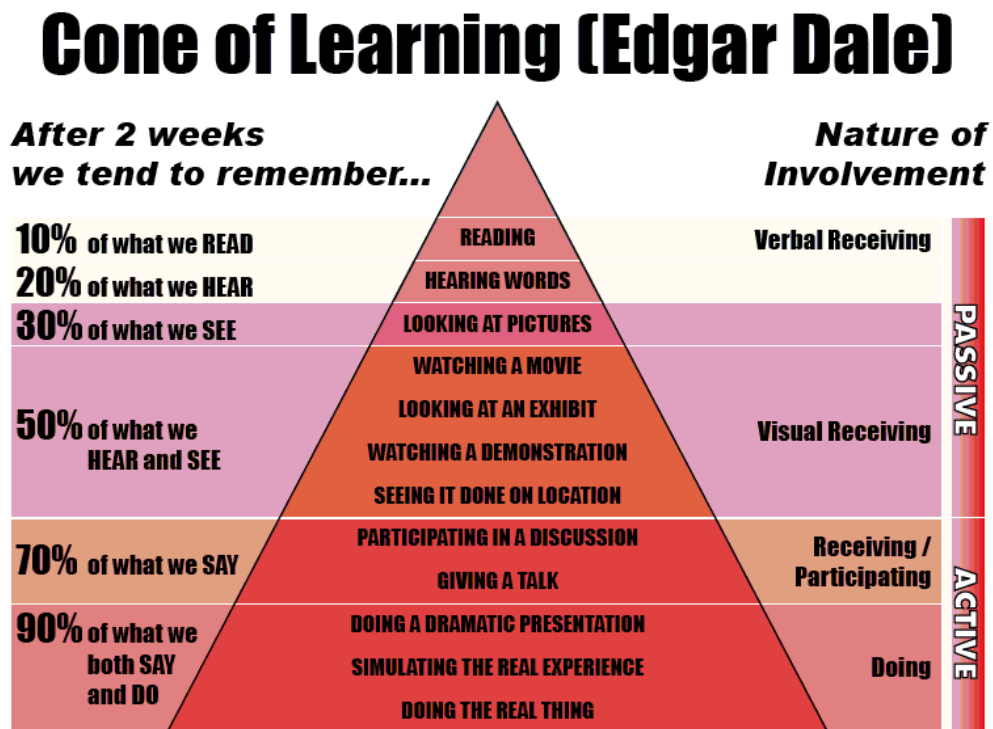 Cone of Learning (Edgar Dale)
After 2 weeks
we tend to remember...
Nature of
Involvement
10% of what we READ
READING
Verbal Receiving
20% of what we HEAR
HEARING WORDS
30% of what we SEE
LOOKING AT PICTURES
50% of what we
HEAR and SEE
WATCHING A MOVIE
LOOKING AT AN EXHIBIT
WATCHING A DEMONSTRATION
SEEING IT DONE ON LOCATION
Visual Receiving
PASSIVE
70% of what we SAY
PARTICIPATING IN A DISCUSSION
GIVING A TALK
Receiving /
Participating
90% of what we
both SAY
and DO
DOING A DRAMATIC PRESENTATION
SIMULATING THE REAL EXPERIENCE
DOING THE REAL THING
Doing
ACTIVE